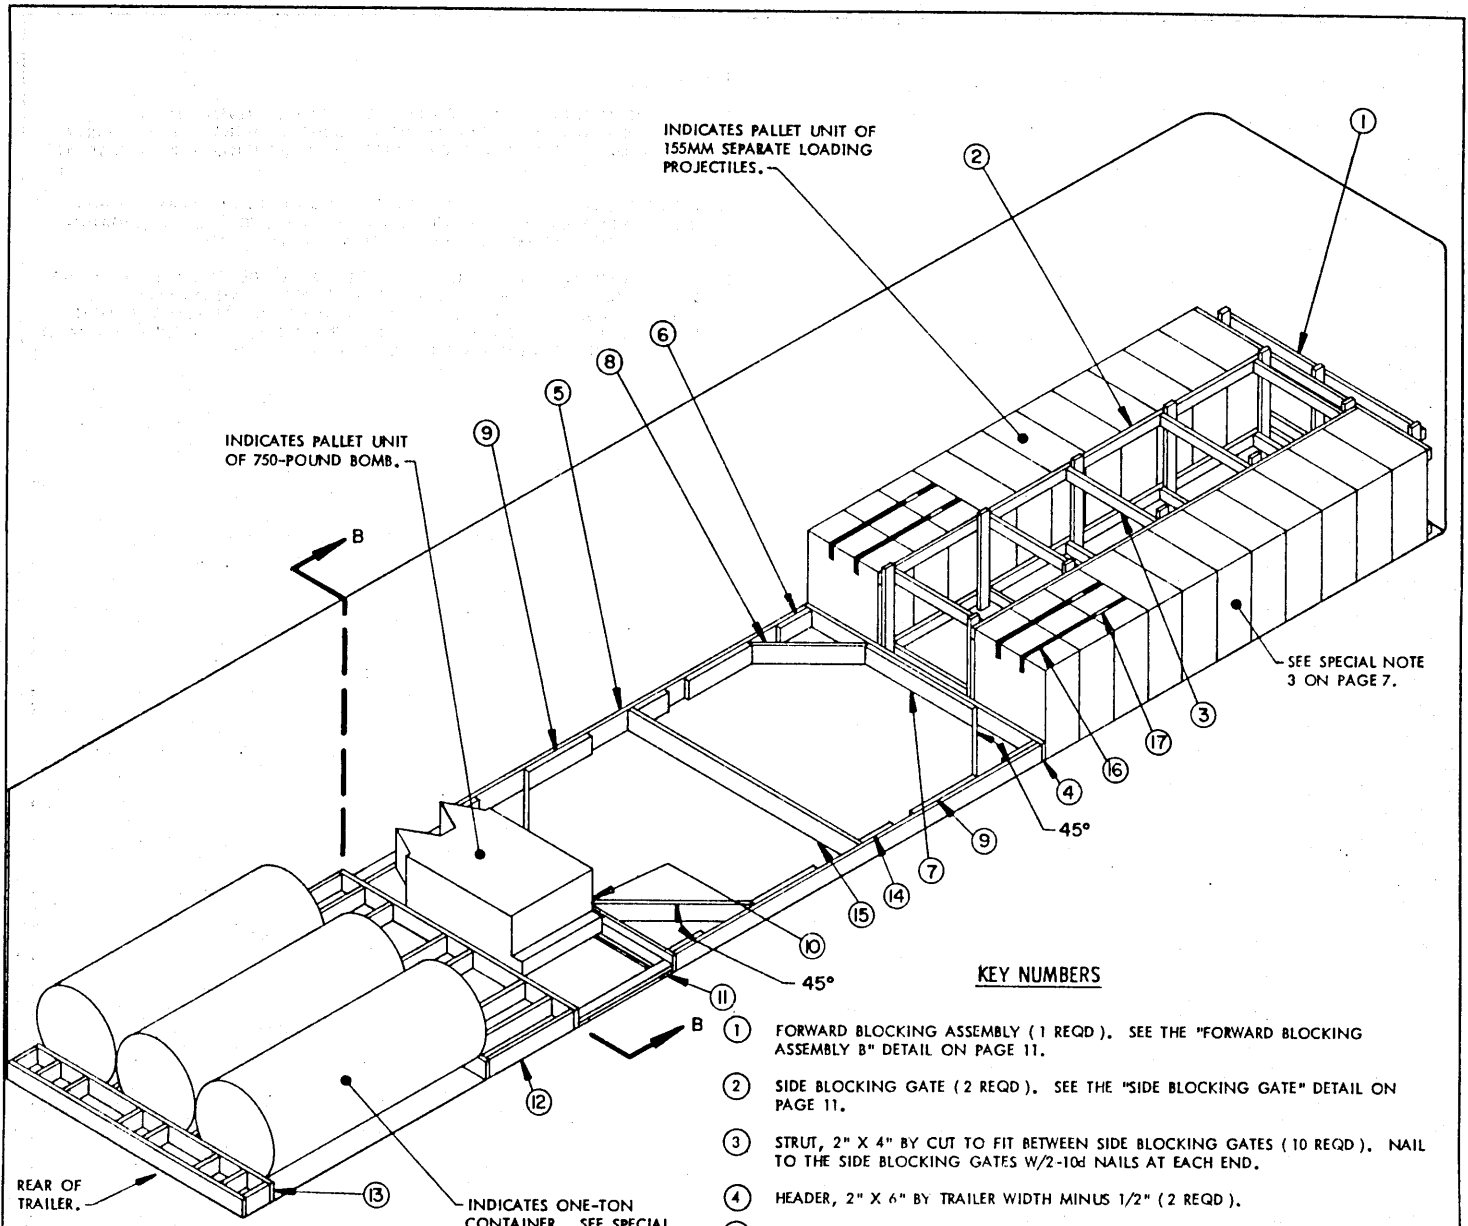 INDICATES PALLET UNIT OF
155MM SEPARATE LOADING
PROJECTILES.
1
2
6
8
5
9
INDICATES PALLET UNIT
OF 750-POUND BOMB.
B
SEE SPECIAL NOTE
3 ON PAGE 7.
3
17
16
4
45°
9
7
14
15
10
45°
11
B
12
13
REAR OF
TRAILER.
INDICATES ONE-TON
CONTAINER. SEE SPECIAL
KEY NUMBERS
1 FORWARD BLOCKING ASSEMBLY (1 REQD). SEE THE "FORWARD BLOCKING
ASSEMBLY B" DETAIL ON PAGE 11.
2 SIDE BLOCKING GATE (2 REQD). SEE THE "SIDE BLOCKING GATE" DETAIL ON
PAGE 11.
3 STRUT, 2" X 4" BY CUT TO FIT BETWEEN SIDE BLOCKING GATES (10 REQD). NAIL
TO THE SIDE BLOCKING GATES W/2-10d NAILS AT EACH END.
4 HEADER, 2" X 6" BY TRAILER WIDTH MINUS 1/2" (2 REQD).